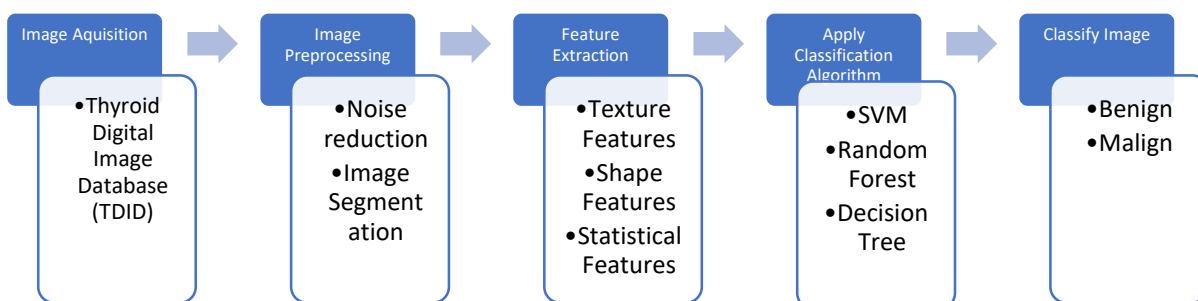 Image Aquisition
•Thyroid
Digital
Image
Database
(TDID)
Image
Preprocessing
•Noise
reduction
•Image
Segment
ation
Feature
Extraction
•Texture
Features
•Shape
Features
•Statistical
Features
Apply
Classification
Algorithm
•SVM
•Random
Forest
•Decision
Tree
Classify Image
•Benign
•Malign